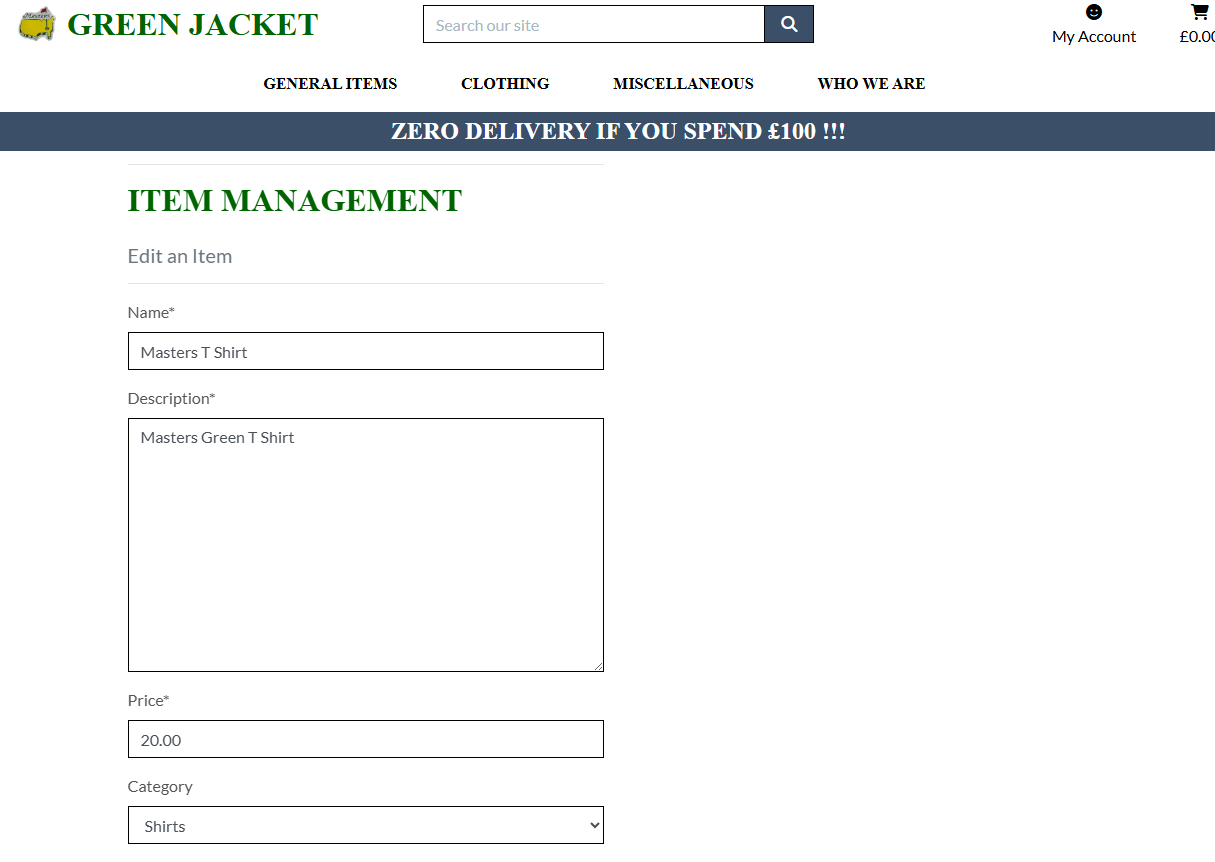 GREEN JACKET
Search our site
My Account
£0.00
GENERAL ITEMS CLOTHING MISCELLANEOUS WHO WE ARE
ZERO DELIVERY IF YOU SPEND £100 !!!
ITEM MANAGEMENT
Edit an Item
Name*
Masters T Shirt
Description*
Masters Green T Shirt
Price*
20.00
Category
Shirts